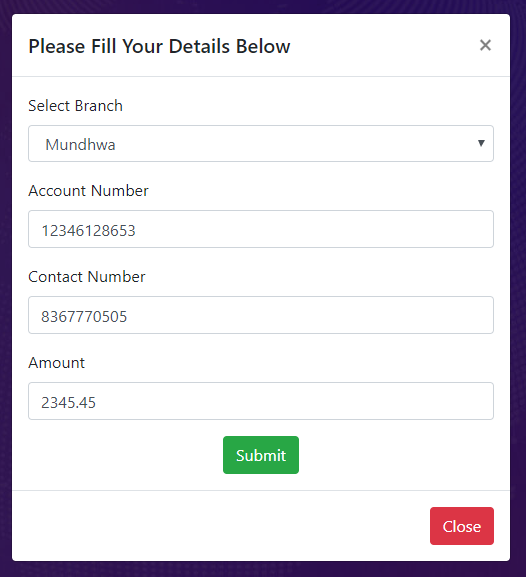 Please Fill Your Details Below ×
Select Branch
Mundhwa
Account Number
12346128653
Contact Number
8367770505
Amount
2345.45
Submit
Close